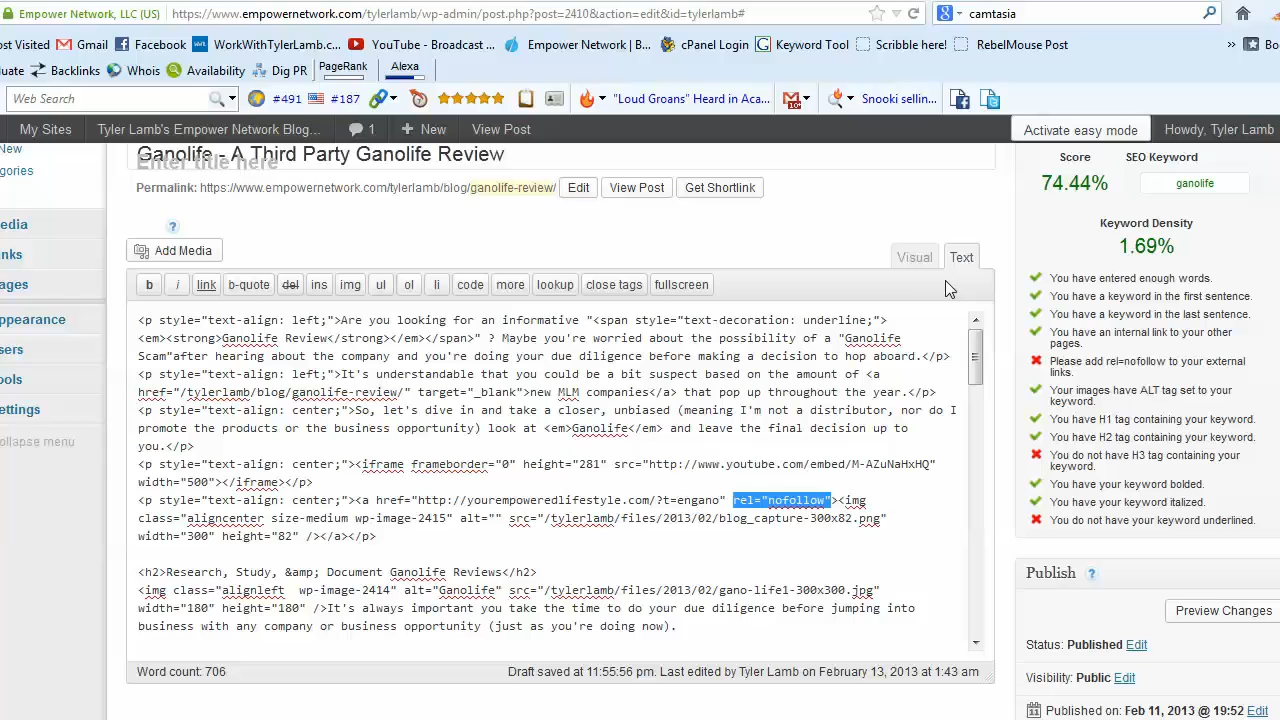 Empower Network, LLC (US)
https://www.empowernetwork.com/tylerlamb/wp-admin/post.php?post=2410&action=edit&id=tylerlamb#
camtasia
ost Visited Gmail Facebook WorkWithTylerLamb.c... YouTube - Broadcast ... Empower Network | B... cPanel Login Keyword Tool Scribble here! RebelMouse Post » Bo
uate Backlinks Whois Availability Dig PR PageRank Alexa
Web Search #491 #187 10+ "Loud Groans" Heard in Aca... Snooki sellin...
My Sites Tyler Lamb's Empower Network Blog... 1 + New View Post Activate easy mode Howdy, Tyler Lamb
New
egories
edia
nks
ages
ppearance
sers
ools
ettings
ollapse menu
Ganolife - A Third Party Ganolife Review
Enter title here
Permalink: https://www.empowernetwork.com/tylerlamb/blog/ganolife-review/ Edit View Post Get Shortlink
?
Add Media
Visual Text
b i link b-quote del ins img ul ol li code more lookup close tags fullscreen
<p style="text-align: left;">Are you looking for an informative "<span style="text-decoration: underline;">
<em><strong>Ganolife Review</strong></em></span>" ? Maybe you're worried about the possibility of a "Ganolife
Scam"after hearing about the company and you're doing your due diligence before making a decision to hop aboard.</p>
<p style="text-align: left;">It's understandable that you could be a bit suspect based on the amount of <a
href="/tylerlamb/blog/ganolife-review/" target="_blank">new MLM companies</a> that pop up throughout the year.</p>
<p style="text-align: center;">So, let's dive in and take a closer, unbiased (meaning I'm not a distributor, nor do I
promote the products or the business opportunity) look at <em>Ganolife</em> and leave the final decision up to
you.</p>
<p style="text-align: center;"><iframe frameborder="0" height="281" src="http://www.youtube.com/embed/M-AZuNaHxHQ"
width="500"></iframe></p>
<p style="text-align: center;"><a href="http://yourempoweredlifestyle.com/?t=engano" rel="nofollow"><img
class="aligncenter size-medium wp-image-2415" alt="" src="/tylerlamb/files/2013/02/blog_capture-300x82.png"
width="300" height="82" /></a></p>
<h2>Research, Study, &amp; Document Ganolife Reviews</h2>
<img class="alignleft  wp-image-2414" alt="Ganolife" src="/tylerlamb/files/2013/02/gano-life1-300x300.jpg"
width="180" height="180" />It's always important you take the time to do your due diligence before jumping into
business with any company or business opportunity (just as you're doing now).
Word count: 706 Draft saved at 11:55:56 pm. Last edited by Tyler Lamb on February 13, 2013 at 1:43 am
Score SEO Keyword
74.44% ganolife
Keyword Density
1.69%
You have entered enough words.
You have a keyword in the first sentence.
You have a keyword in the last sentence.
You have an internal link to your other
pages.
Please add rel=nofollow to your external
links.
Your images have ALT tag set to your
keyword.
You have H1 tag containing your keyword.
You have H2 tag containing your keyword.
You do not have H3 tag containing your
keyword.
You have your keyword bolded.
You have your keyword italized.
You do not have your keyword underlined.
Publish ?
Preview Changes
Status: Published Edit
Visibility: Public Edit
Published on: Feb 11, 2013 @ 19:52 Edit